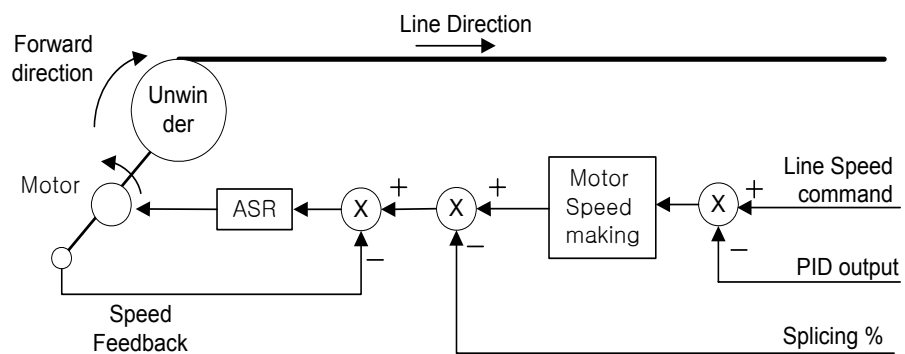 Line Direction
Forward
direction
Unwin
der
Motor
ASR
X
+
X
+
Motor
Speed
making
X
+
Line Speed
command
−
−
−
PID output
Speed
Feedback
Splicing %